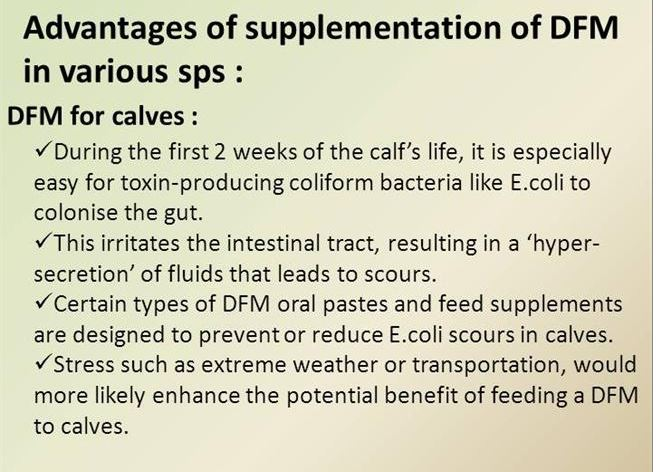 Advantages of supplementation of DFM
in various sps :
DFM for calves :
✓During the first 2 weeks of the calf's life, it is especially
easy for toxin-producing coliform bacteria like E.coli to
colonise the gut.
✓This irritates the intestinal tract, resulting in a ‘hyper-
secretion’ of fluids that leads to scours.
✓Certain types of DFM oral pastes and feed supplements
are designed to prevent or reduce E.coli scours in calves.
✓Stress such as extreme weather or transportation, would
more likely enhance the potential benefit of feeding a DFM
to calves.